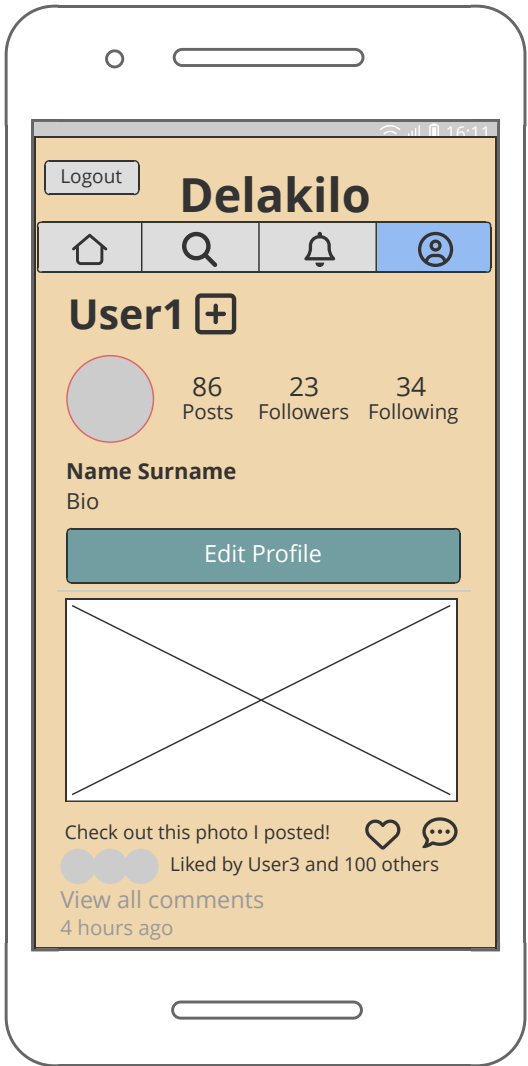 16:11
Logout
Delakilo
User1
86 23 34
Posts Followers Following
Name Surname
Bio
Edit Profile
Check out this photo I posted!
Liked by User3 and 100 others
View all comments
4 hours ago